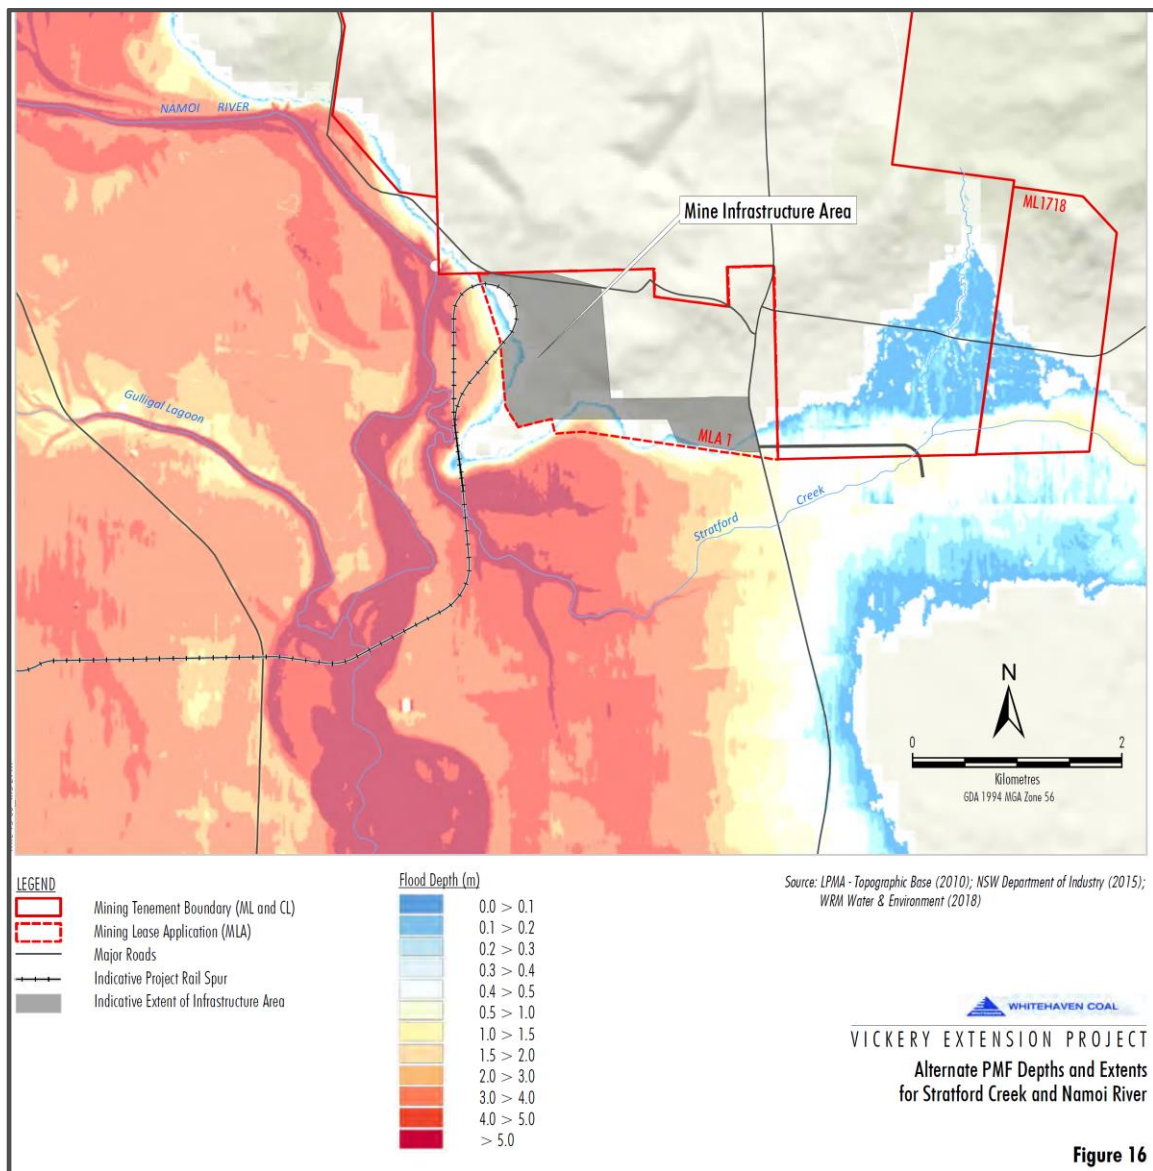 NAMOI RIVER
Mine Infrastructure Area
ML1718
Gulligal Lagoon
MLA 1
Stratford Creek
N
0 2
Kilometres
GDA 1994 MGA Zone 56
LEGEND
Mining Tenement Boundary (ML and CL)
Mining Lease Application (MLA)
Major Roads
Indicative Project Rail Spur
Indicative Extent of Infrastructure Area
Flood Depth (m)
0.0 > 0.1
0.1 > 0.2
0.2 > 0.3
0.3 > 0.4
0.4 > 0.5
0.5 > 1.0
1.0 > 1.5
1.5 > 2.0
2.0 > 3.0
3.0 > 4.0
4.0 > 5.0
> 5.0
Source: LPMA - Topographic Base (2010); NSW Department of Industry (2015);
WRM Water & Environment (2018)
WHITEHAVEN COAL
VICKERY EXTENSION PROJECT
Alternate PMF Depths and Extents
for Stratford Creek and Namoi River
Figure 16